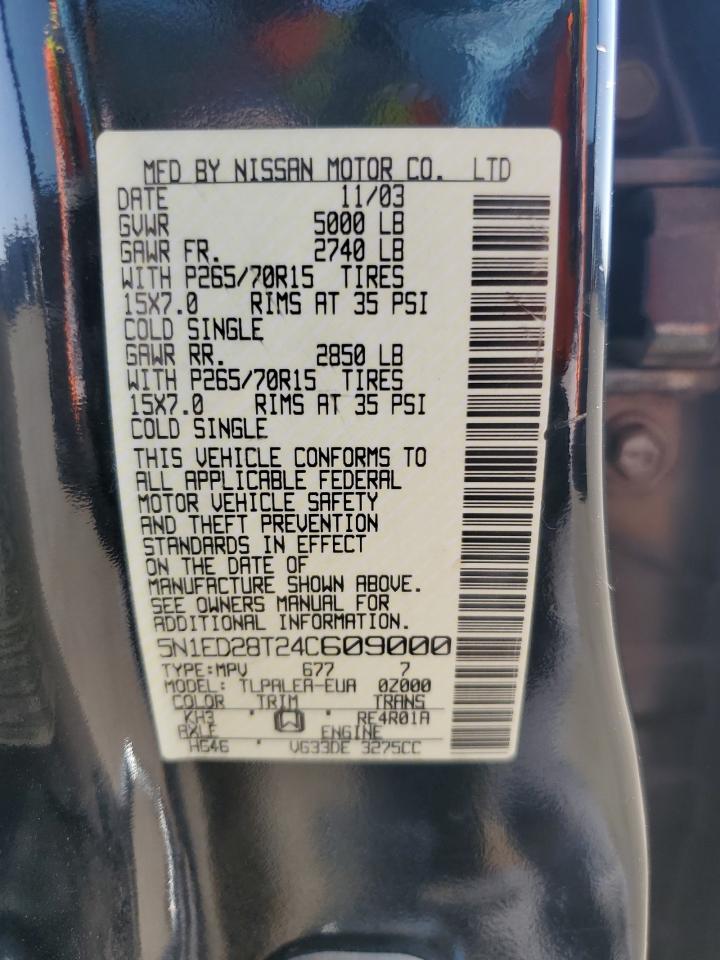 MFD BY NISSAN MOTOR CO. LTD
DATE 11/03
GVWR 5000 LB
GAWR FR. 2740 LB
WITH P265/70R15 TIRES
15X7.0 RIMS AT 35 PSI
COLD SINGLE
GAWR RR. 2850 LB
WITH P265/70R15 TIRES
15X7.0 RIMS AT 35 PSI
COLD SINGLE
THIS VEHICLE CONFORMS TO
ALL APPLICABLE FEDERAL
MOTOR VEHICLE SAFETY
AND THEFT PREVENTION
STANDARDS IN EFFECT
ON THE DATE OF
MANUFACTURE SHOWN ABOVE.
SEE OWNERS MANUAL FOR
ADDITIONAL INFORMATION.
5N1ED28T24C609000
TYPE:MPV 677 7
MODEL: TLPALEA-EUA 0Z000
COLOR TRIM TRANS
KH3 W RE4R01A
AXLE ENGINE
HG46 VG33DE 3275CC